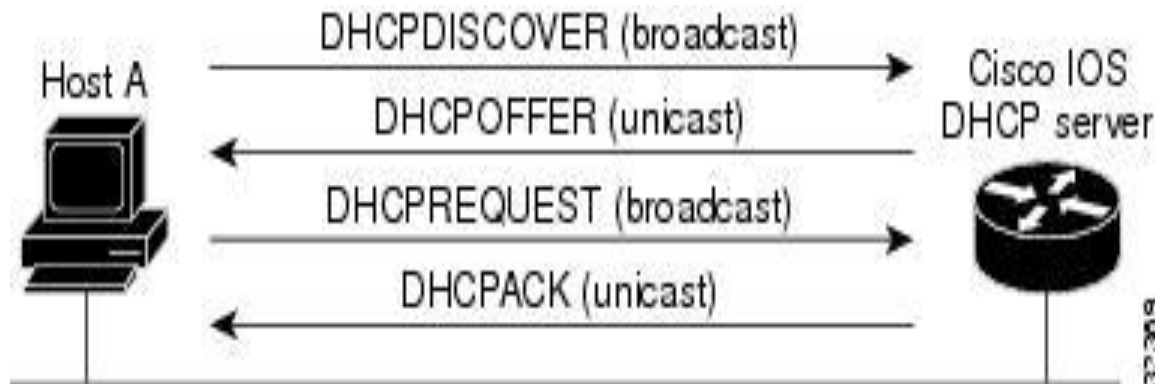 DHCPDISCOVER (broadcast)
Host A
Cisco IOS
DHCP server
DHCPOFFER (unicast)
DHCPREQUEST (broadcast)
DHCPACK (unicast)